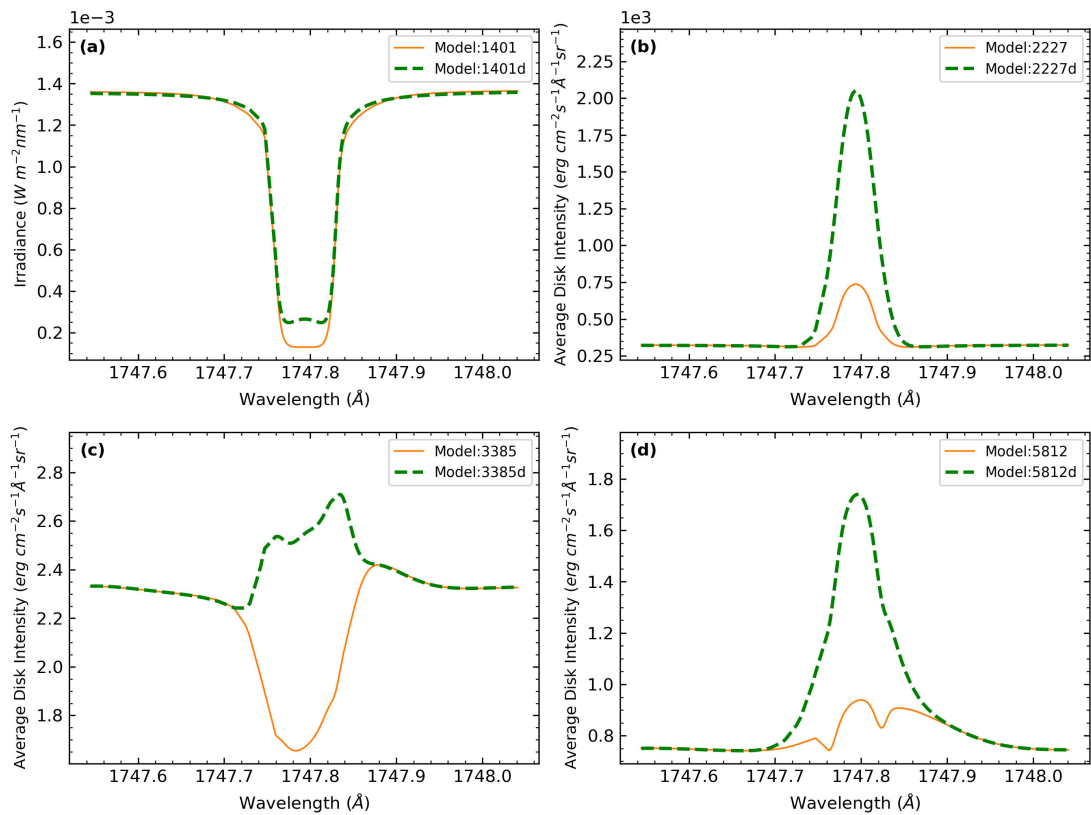 1e−3
(a)
Model:1401
Model:1401d
1.6
1.4
1.2
1.0
0.8
0.6
0.4
0.2
Irradiance (W m−2nm−1)
1747.6 1747.7 1747.8 1747.9 1748.0
Wavelength (Å)
1e3
(b)
Model:2227
Model:2227d
2.25
2.00
1.75
1.50
1.25
1.00
0.75
0.50
0.25
Average Disk Intensity (erg cm−2s−1Å−1sr−1)
1747.6 1747.7 1747.8 1747.9 1748.0
Wavelength (Å)
(c)
Model:3385
Model:3385d
2.8
2.6
2.4
2.2
2.0
1.8
Average Disk Intensity (erg cm−2s−1Å−1sr−1)
1747.6 1747.7 1747.8 1747.9 1748.0
Wavelength (Å)
(d)
Model:5812
Model:5812d
1.8
1.6
1.4
1.2
1.0
0.8
Average Disk Intensity (erg cm−2s−1Å−1sr−1)
1747.6 1747.7 1747.8 1747.9 1748.0
Wavelength (Å)